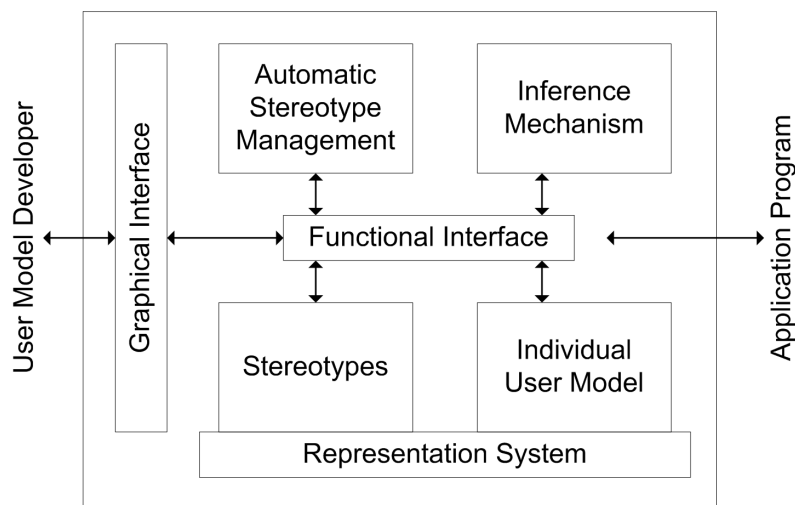 User Model Developer
Graphical Interface
Automatic
Stereotype
Management
Inference
Mechanism
Functional Interface
Stereotypes
Individual
User Model
Representation System
Application Program